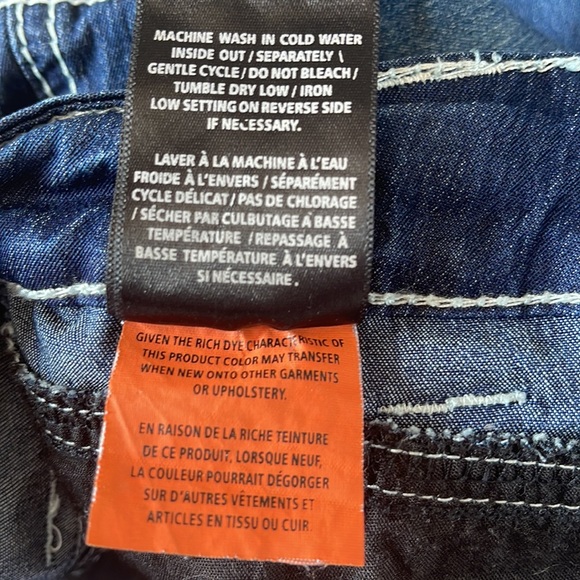 MACHINE WASH IN COLD WATER
INSIDE OUT / SEPARATELY \
GENTLE CYCLE / DO NOT BLEACH /
TUMBLE DRY LOW / IRON
LOW SETTING ON REVERSE SIDE
IF NECESSARY.
LAVER À LA MACHINE À L'EAU
FROIDE À L'ENVERS / SÉPARÉMENT
CYCLE DÉLICAT / PAS DE CHLORAGE
/ SÉCHER PAR CULBUTAGE A BASSE
TEMPÉRATURE / REPASSAGE À
BASSE TEMPÉRATURE À L'ENVERS
SI NÉCESSAIRE.
GIVEN THE RICH DYE CHARACTERISTIC OF
THIS PRODUCT COLOR MAY TRANSFER
WHEN NEW ONTO OTHER GARMENTS
OR UPHOLSTERY.
EN RAISON DE LA RICHE TEINTURE
DE CE PRODUIT, LORSQUE NEUF,
LA COULEUR POURRAIT DÉGORGER
SUR D'AUTRES VÊTEMENTS ET
ARTICLES EN TISSU OU CUIR.